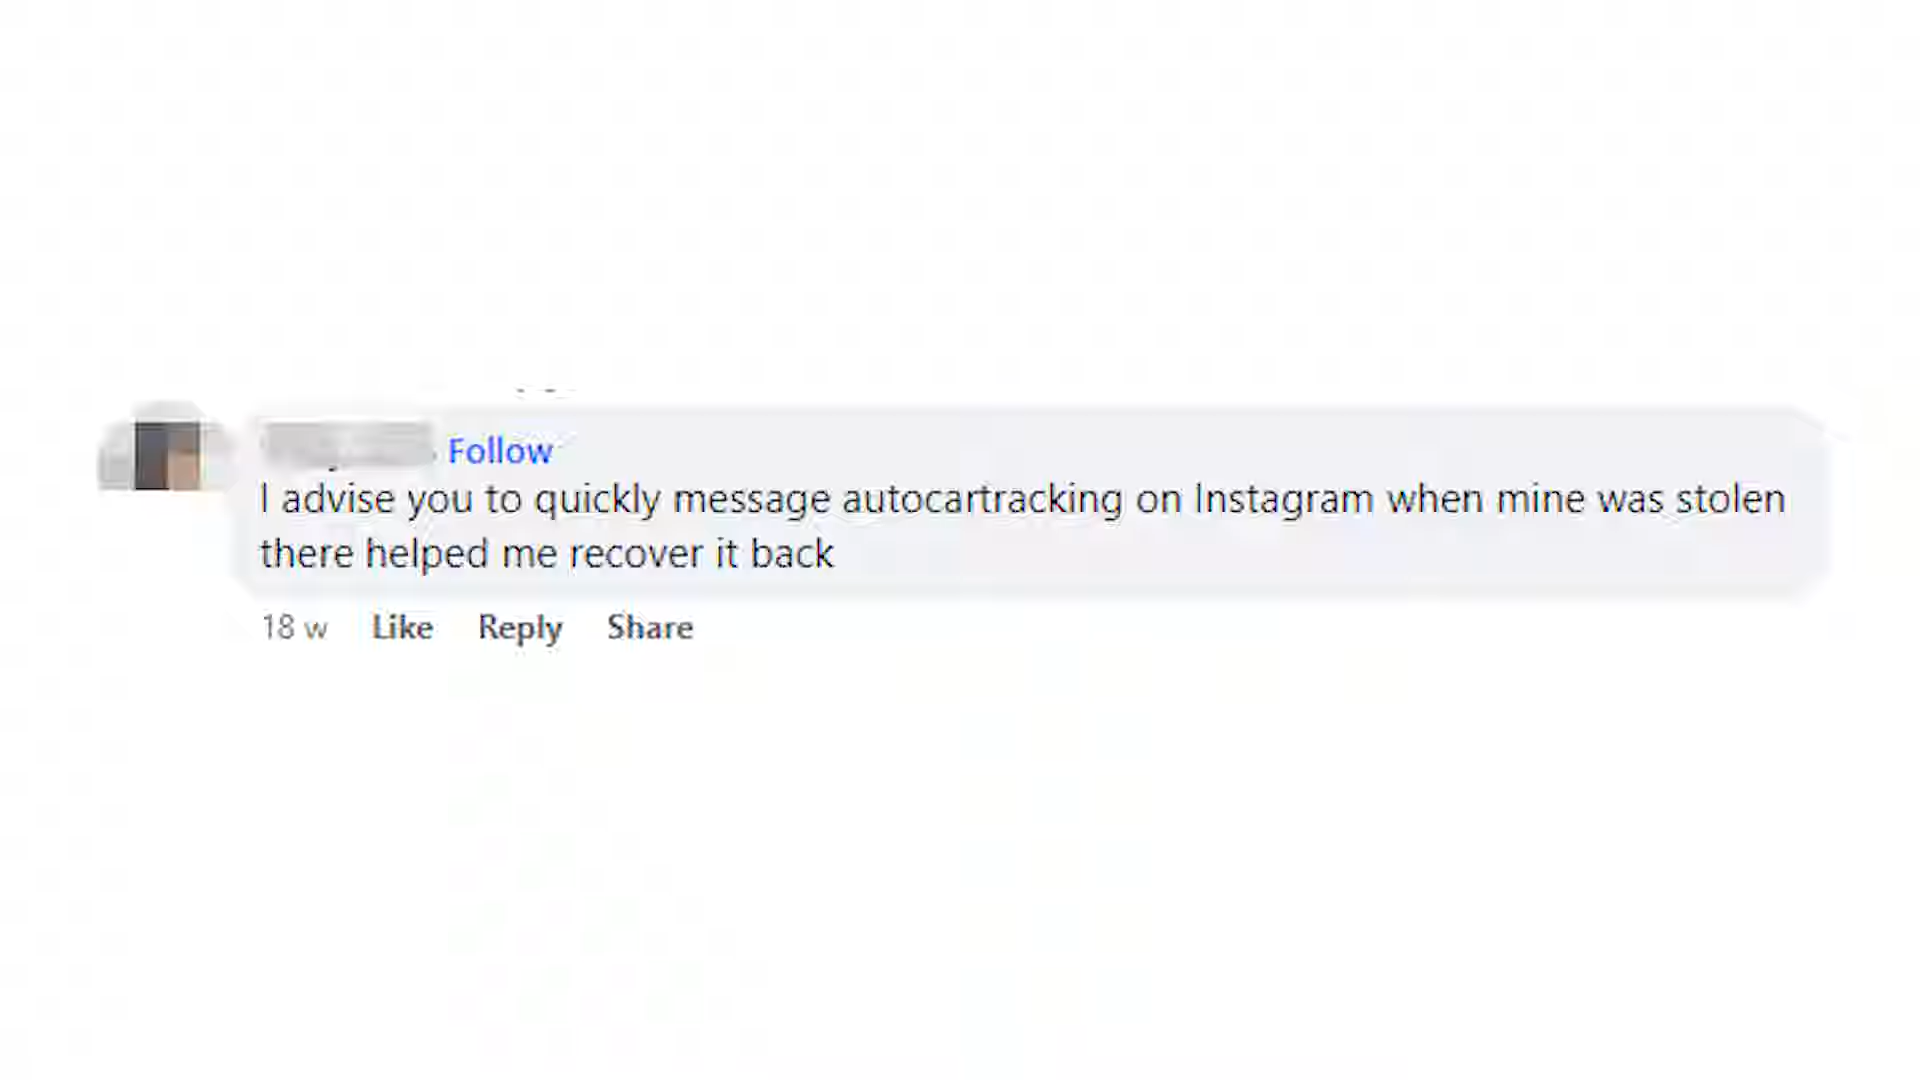 Follow
I advise you to quickly message autocartracking on Instagram when mine was stolen
there helped me recover it back
18 w Like Reply Share